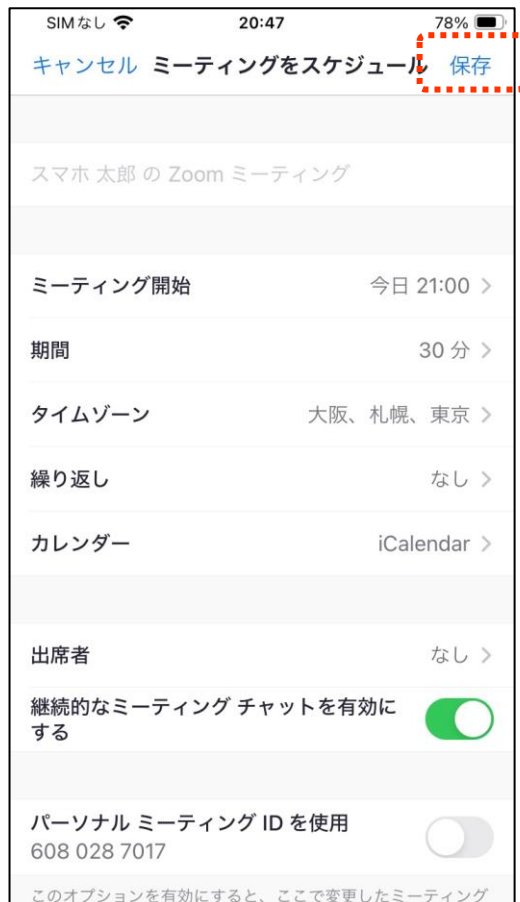 SIMなし 20:47 78%
キャンセル ミーティングをスケジュール 保存
スマホ 太郎 の Zoom ミーティング
ミーティング開始 今日 21:00
期間 30 分
タイムゾーン 大阪、札幌、東京
繰り返し なし
カレンダー iCalendar
出席者 なし
継続的なミーティング チャットを有効に
する
パーソナル ミーティング ID を使用
608 028 7017
このオプションを有効にすると、ここで変更したミーティング